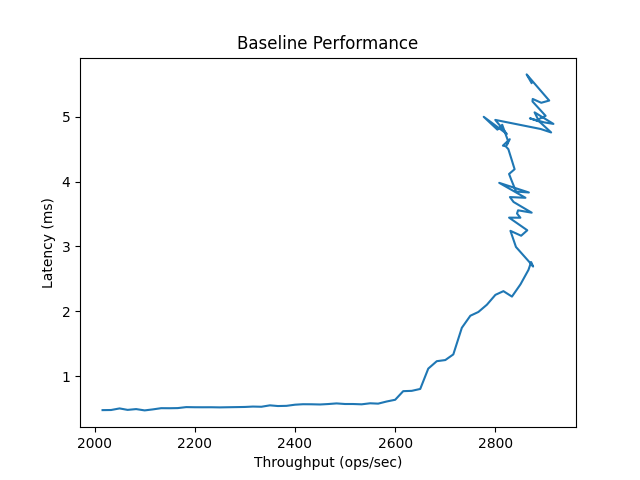 Baseline Performance
5
4
3
2
1
Latency (ms)
2000 2200 2400 2600 2800
Throughput (ops/sec)